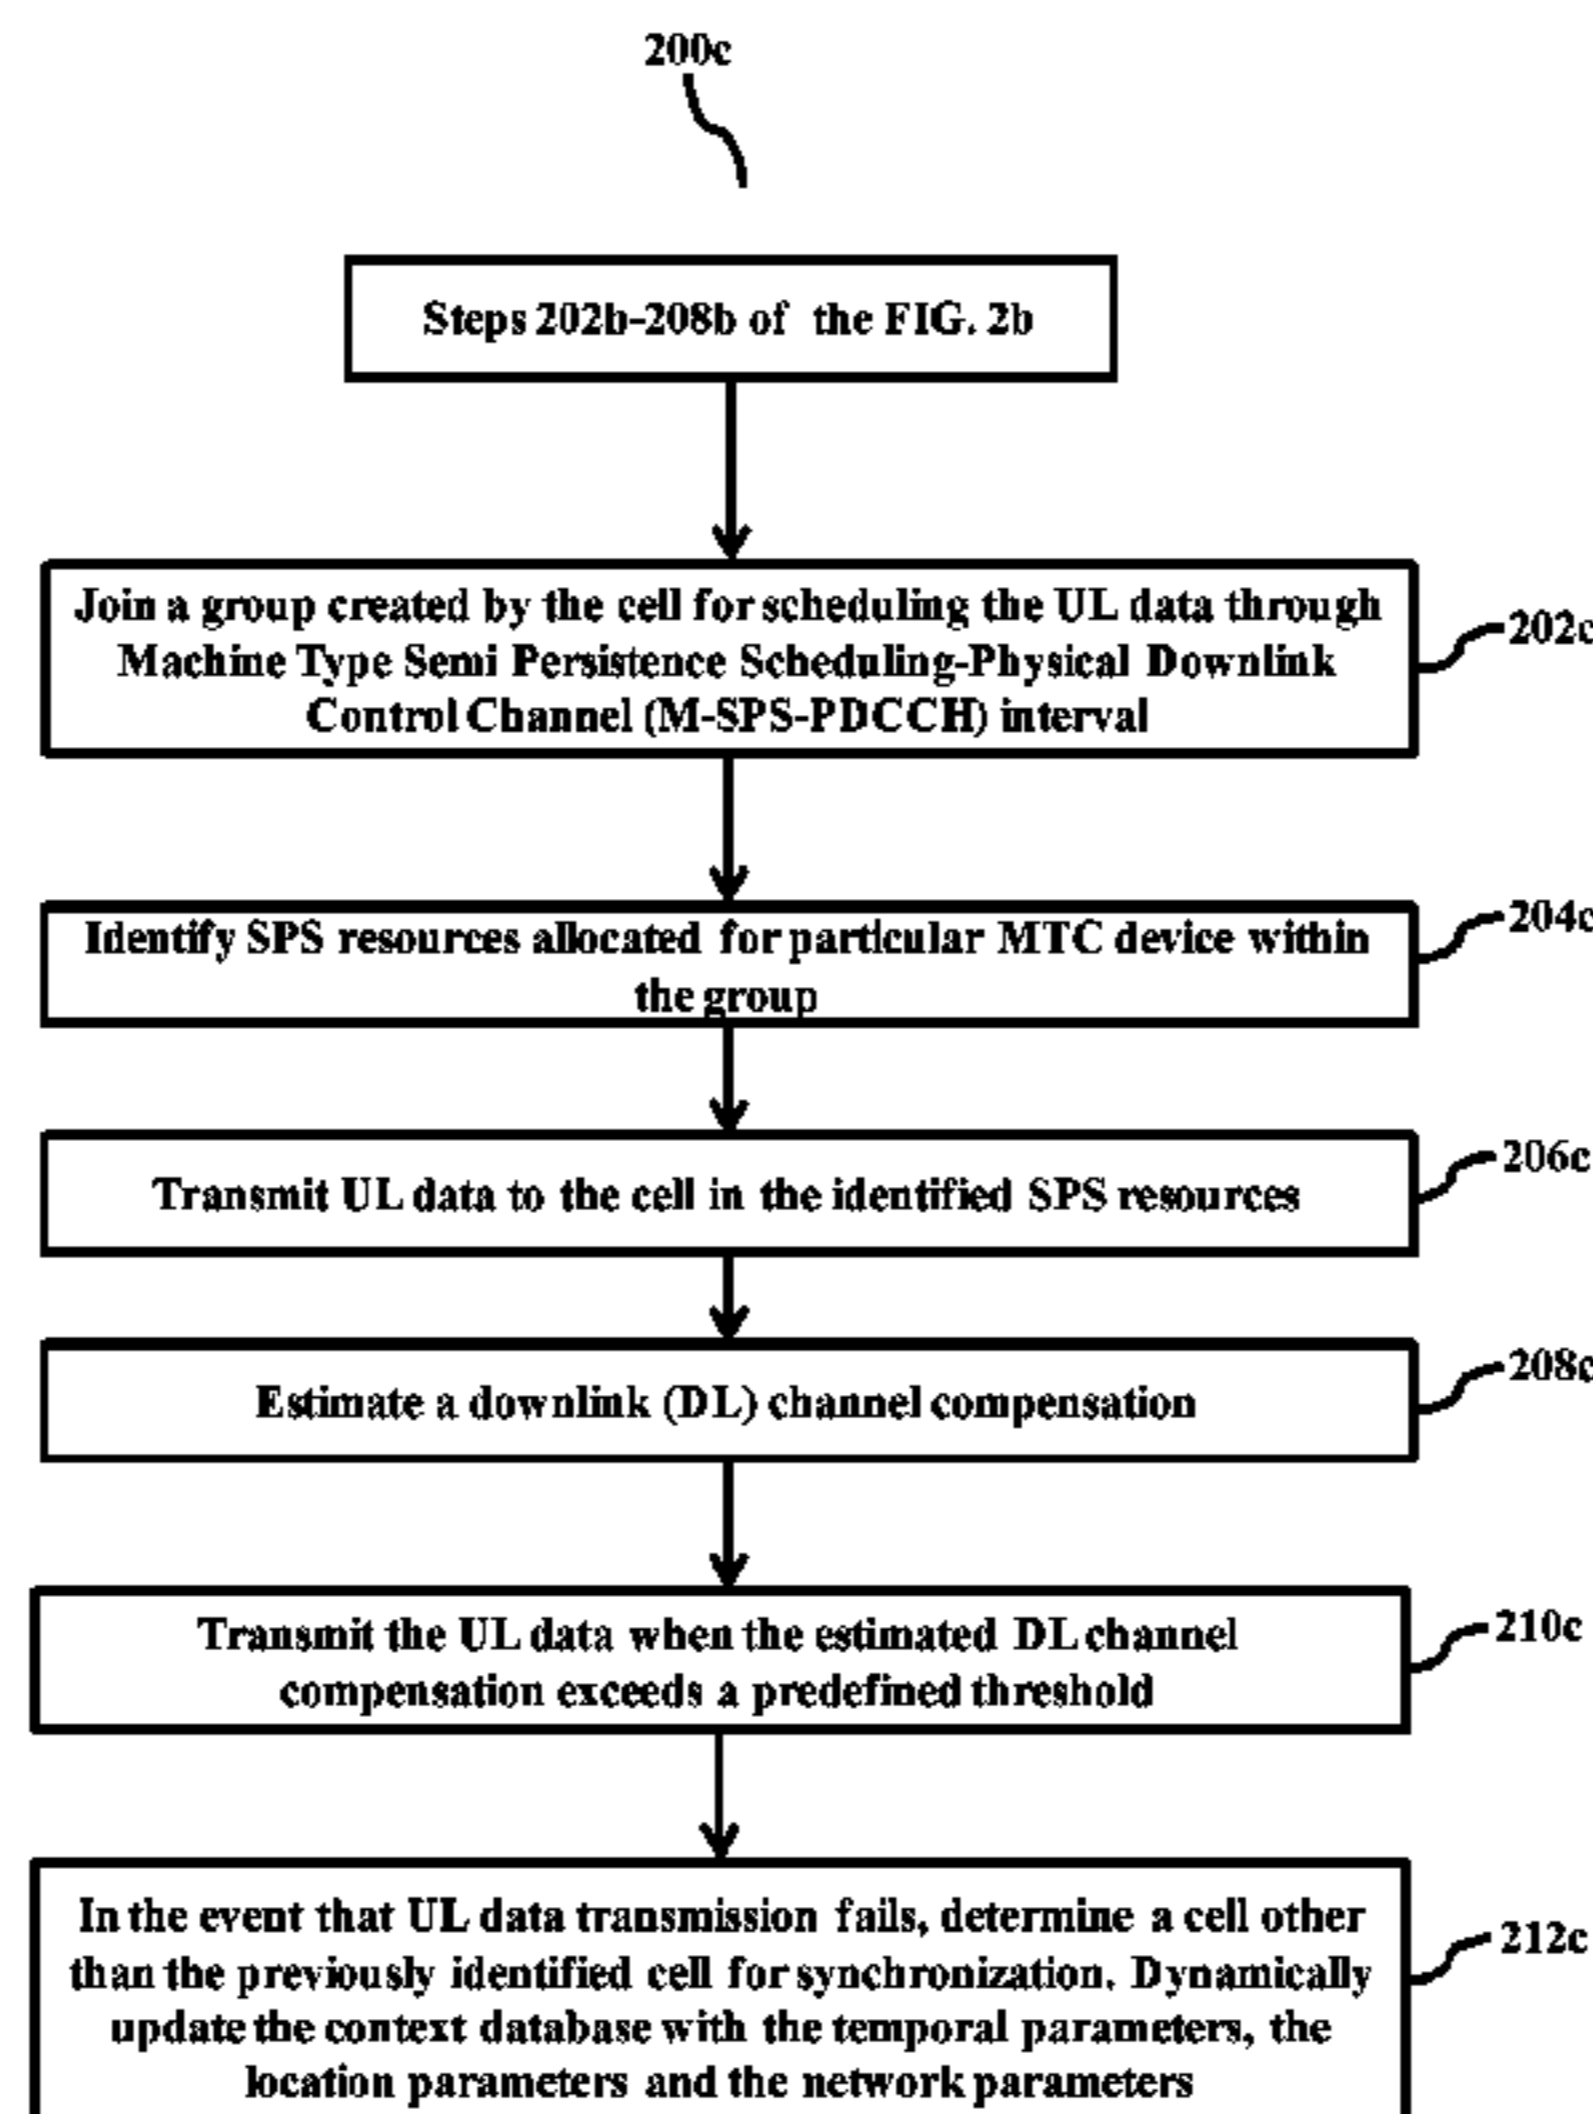 200c
Steps 202b-208b of the FIG. 2b
Join a group created by the cell for scheduling the UL data through
Machine Type Semi Persistence Scheduling-Physical Downlink
Control Channel (M-SPS-PDCCH) interval
202c
Identify SPS resources allocated for particular MTC device within
the group
204c
Transmit UL data to the cell in the identified SPS resources
206c
Estimate a downlink (DL) channel compensation
208c
Transmit the UL data when the estimated DL channel
compensation exceeds a predefined threshold
210c
In the event that UL data transmission fails, determine a cell other
than the previously identified cell for synchronization. Dynamically
update the context database with the temporal parameters, the
location parameters and the network parameters
212c